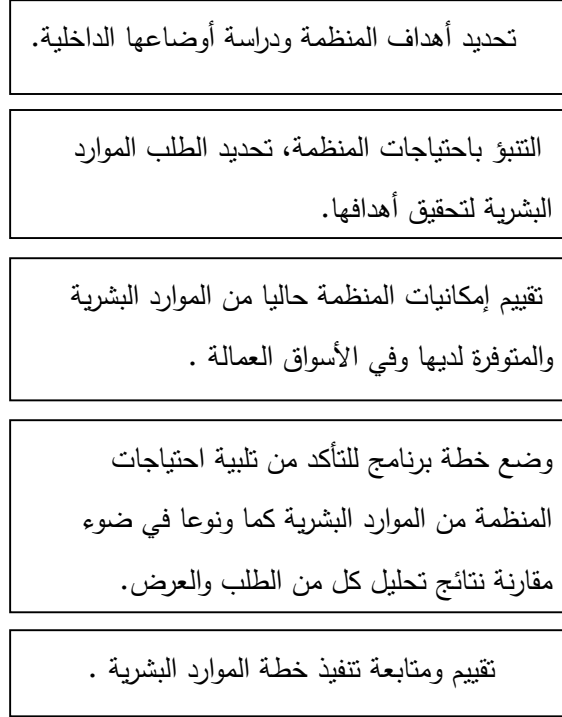 تحديد أهداف المنظمة ودراسة أوضاعها الداخلية.
التنبؤ باحتياجات المنظمة، تحديد الطلب الموارد
البشرية لتحقيق أهدافها.
تقييم إمكانيات المنظمة حاليا من الموارد البشرية
والمتوفرة لديها وفي الأسواق العمالة .
وضع خطة برنامج للتأكد من تلبية احتياجات
المنظمة من الموارد البشرية كما ونوعا في ضوء
مقارنة نتائج تحليل كل من الطلب والعرض.
تقييم ومتابعة تنفيذ خطة الموارد البشرية .